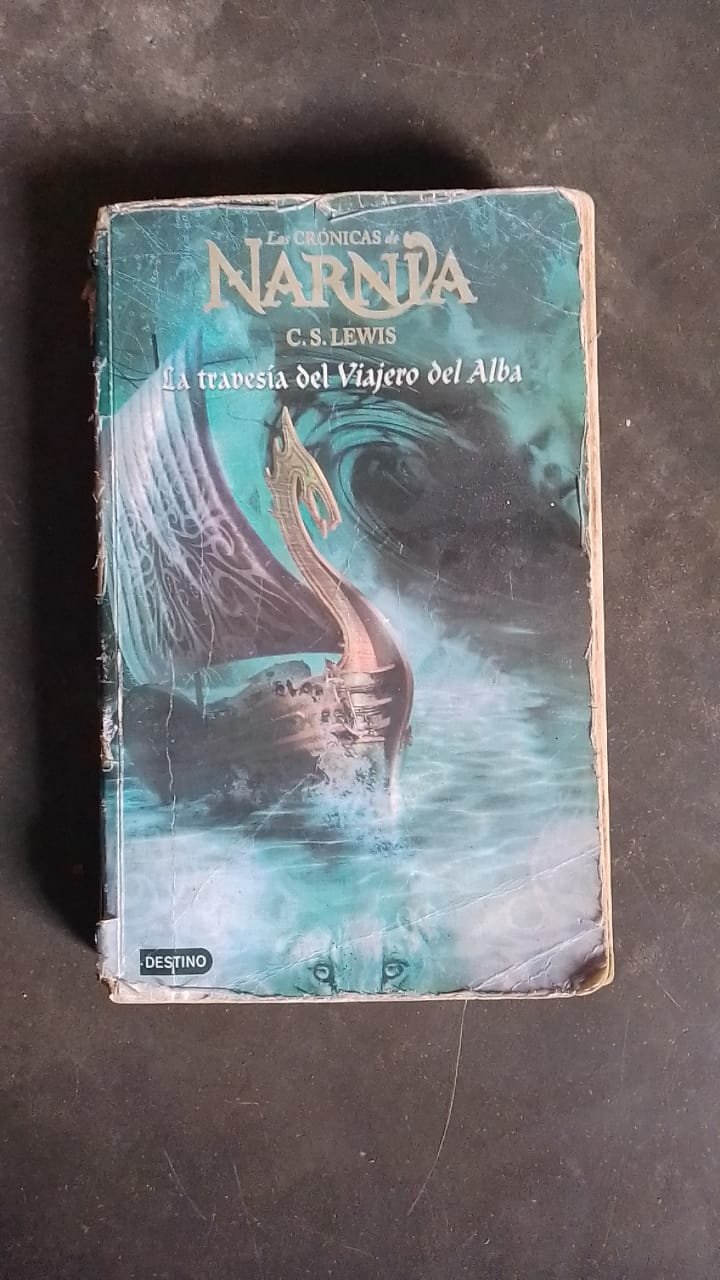 Las CRÓNICAS de
NARNIA
C. S. LEWIS
La travesía del Viajero del Alba
DESTINO